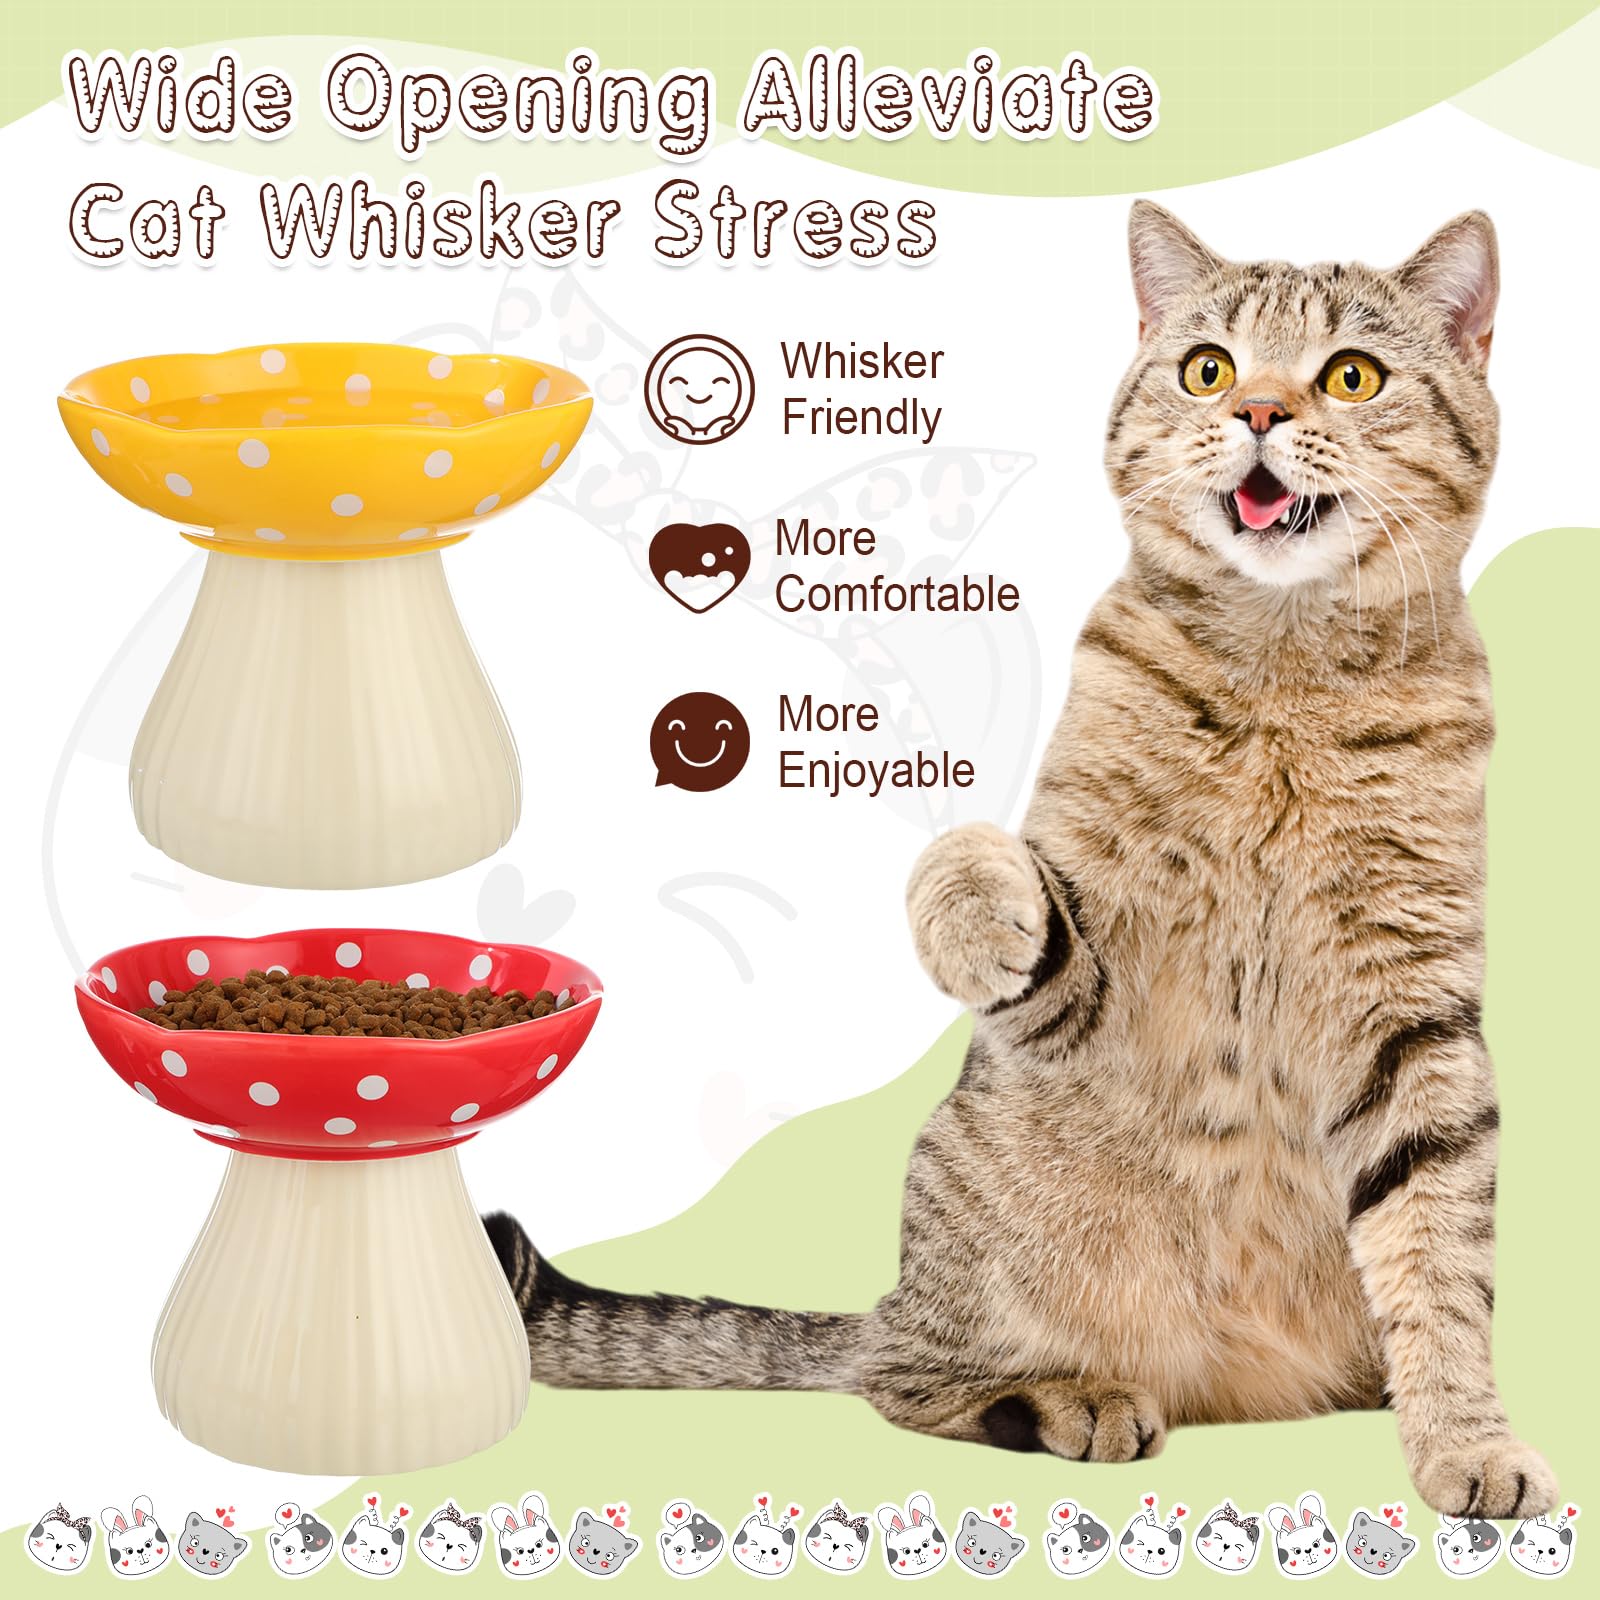 Wide Opening Alleviate
Cat Whisker Stress
Whisker
Friendly
More
Comfortable
More
Enjoyable